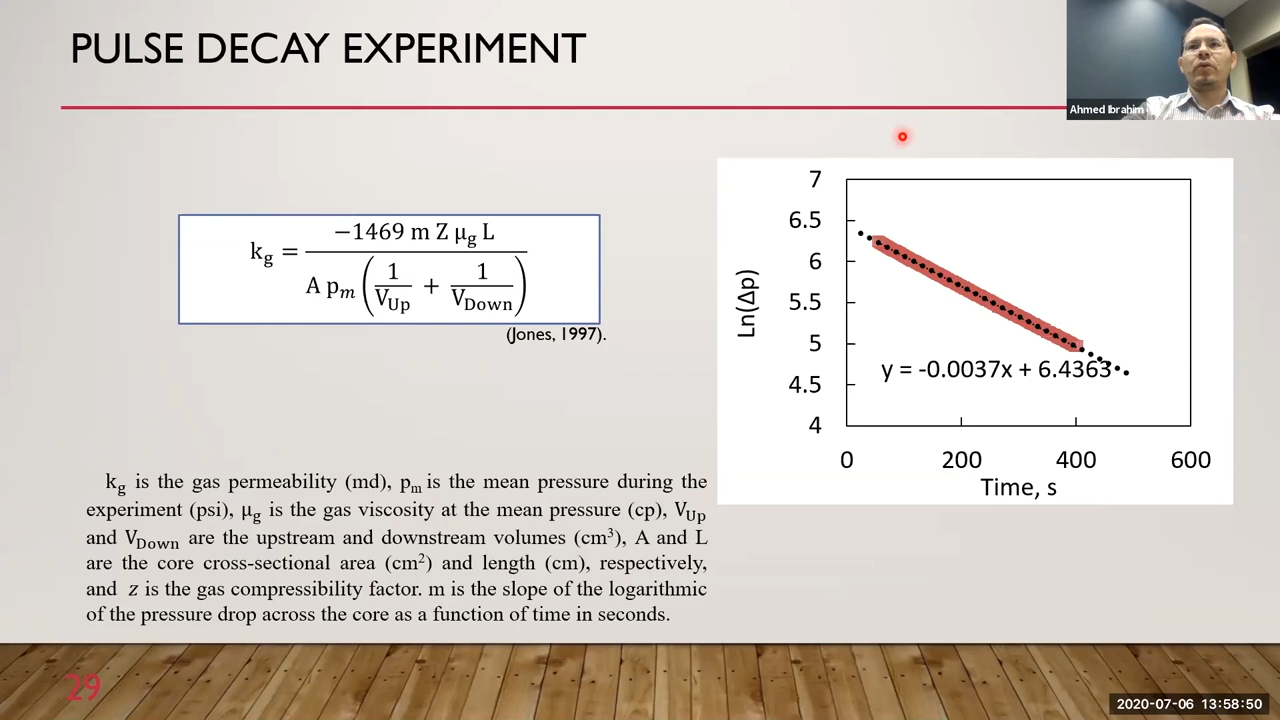 PULSE DECAY EXPERIMENT
Ahmed Ibrahim
k_g = −1469 m Z μ_g L / (A p_m (1/V_Up + 1/V_Down))
(Jones, 1997).
7
6.5
6
5.5
5
4.5
4
Ln(Δp)
y = -0.0037x + 6.4363
0 200 400 600
Time, s
k_g is the gas permeability (md), p_m is the mean pressure during the
experiment (psi), μ_g is the gas viscosity at the mean pressure (cp), V_Up
and V_Down are the upstream and downstream volumes (cm³), A and L
are the core cross-sectional area (cm²) and length (cm), respectively,
and z is the gas compressibility factor. m is the slope of the logarithmic
of the pressure drop across the core as a function of time in seconds.
29
2020-07-06 13:58:50